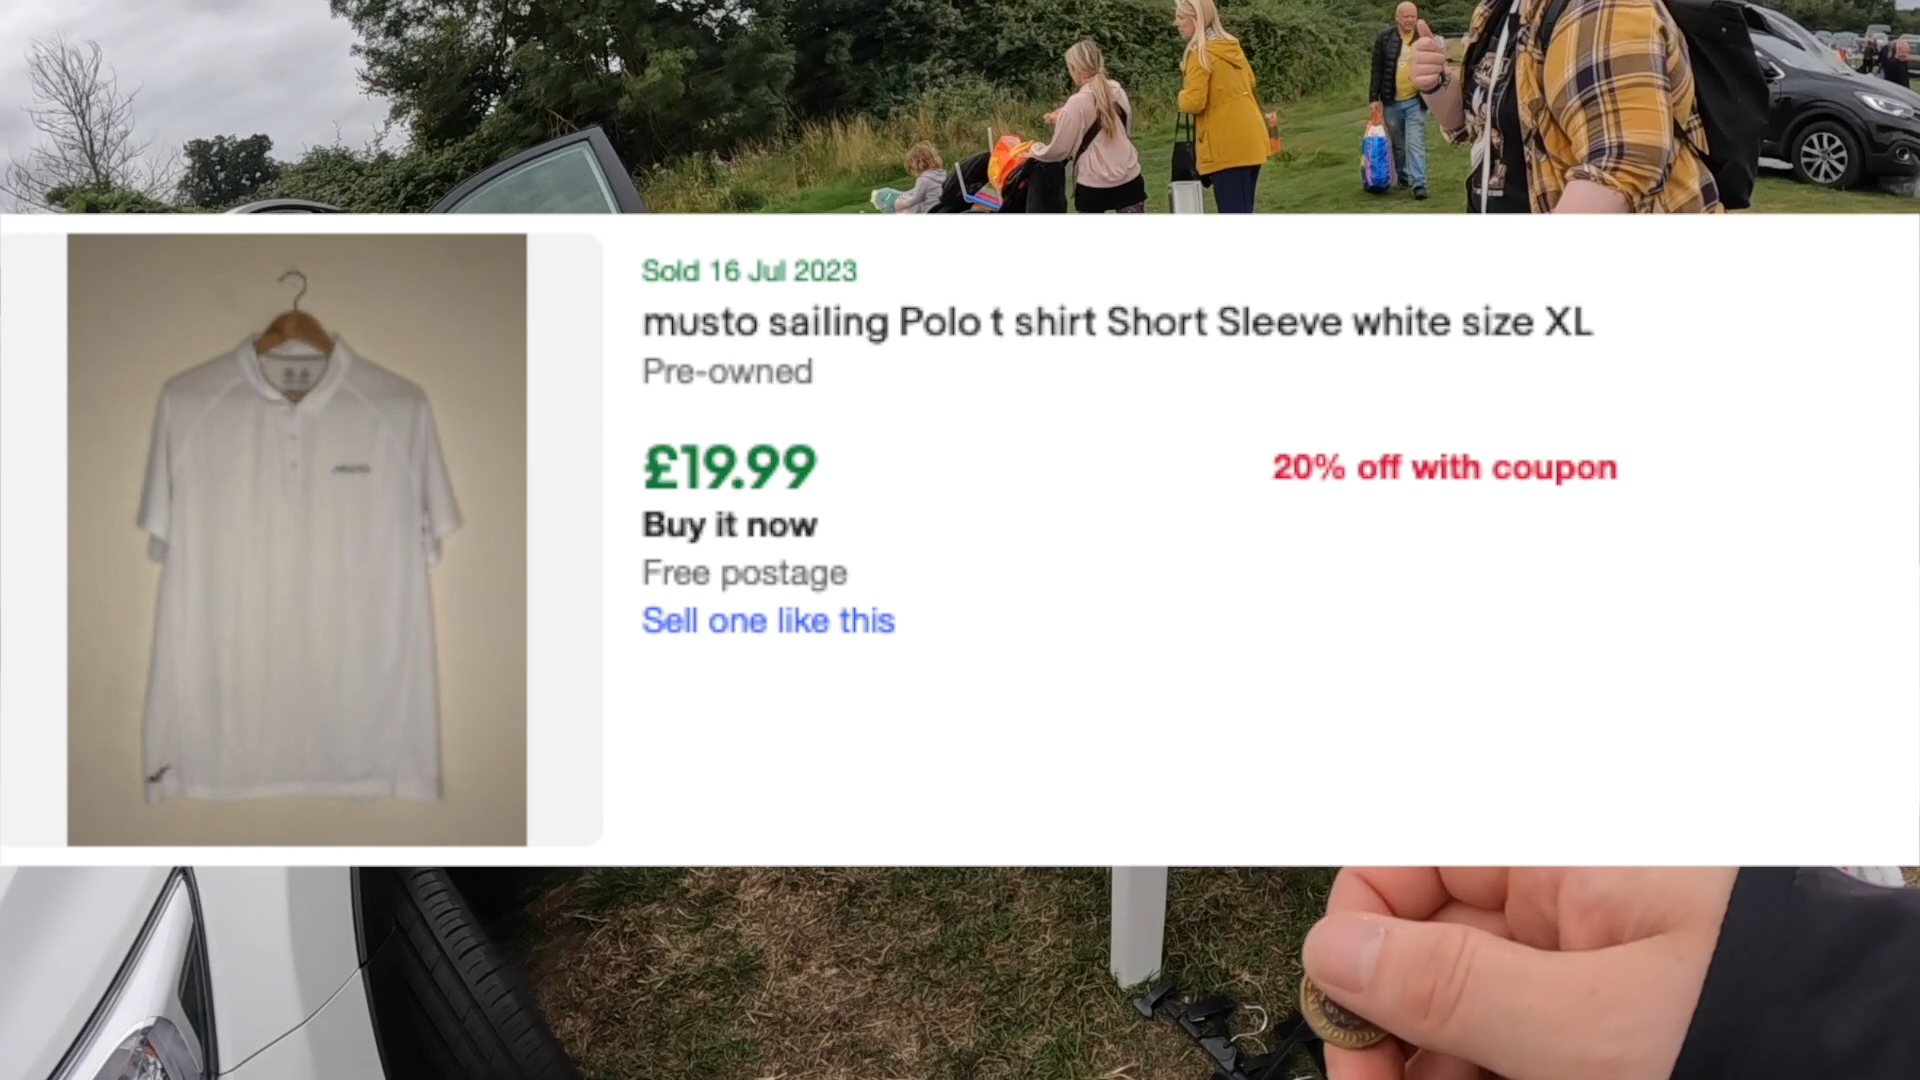 Sold 16 Jul 2023
musto sailing Polo t shirt Short Sleeve white size XL
Pre-owned
£19.99
20% off with coupon
Buy it now
Free postage
Sell one like this